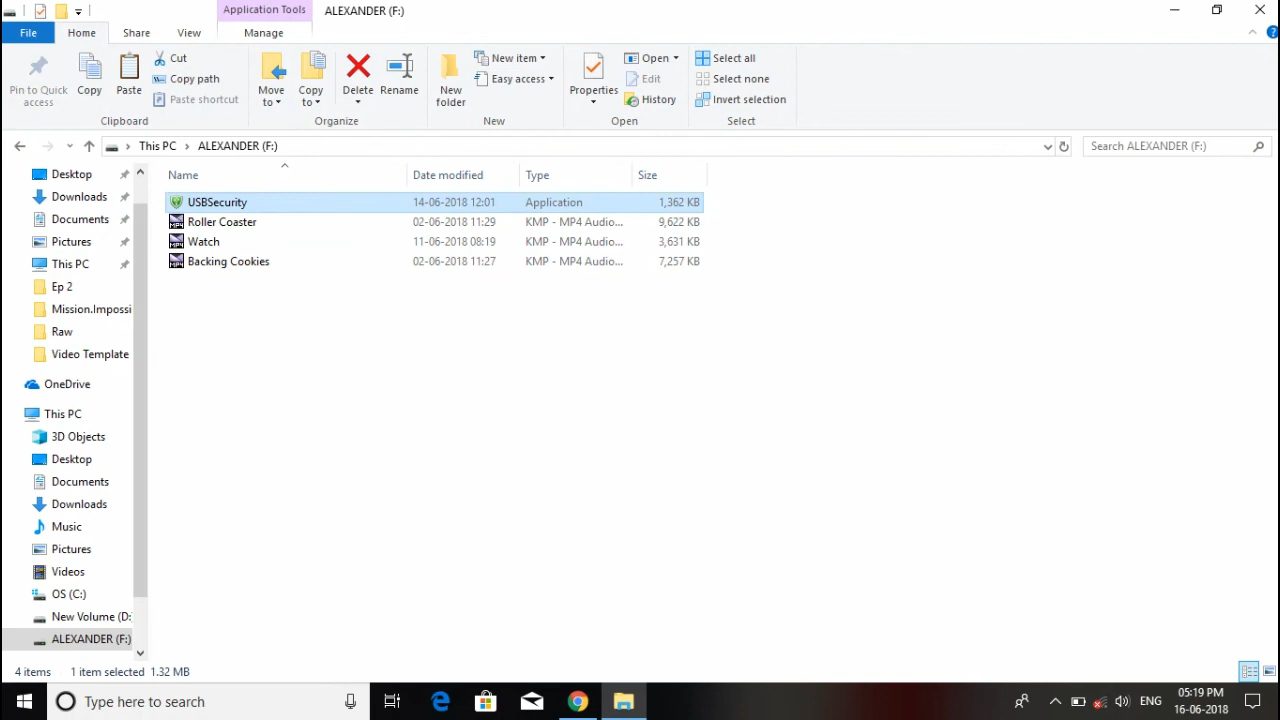 Application Tools
ALEXANDER (F:)
File
Home
Share
View
Manage
Pin to Quick access
Copy
Paste
Cut
Copy path
Paste shortcut
Clipboard
Move to
Copy to
Delete
Rename
Organize
New folder
New item
Easy access
New
Properties
Open
Edit
History
Open
Select all
Select none
Invert selection
Select
This PC
ALEXANDER (F:)
Search ALEXANDER (F:)
Name
Date modified
Type
Size
USBSecurity 14-06-2018 12:01 Application 1,362 KB
Roller Coaster 02-06-2018 11:29 KMP - MP4 Audio... 9,622 KB
Watch 11-06-2018 08:19 KMP - MP4 Audio... 3,631 KB
Backing Cookies 02-06-2018 11:27 KMP - MP4 Audio... 7,257 KB
Desktop
Downloads
Documents
Pictures
This PC
Ep 2
Mission.Impossi
Raw
Video Template
OneDrive
This PC
3D Objects
Desktop
Documents
Downloads
Music
Pictures
Videos
OS (C:)
New Volume (D:
ALEXANDER (F:)
4 items 1 item selected 1.32 MB
Type here to search
ENG
05:19 PM
16-06-2018